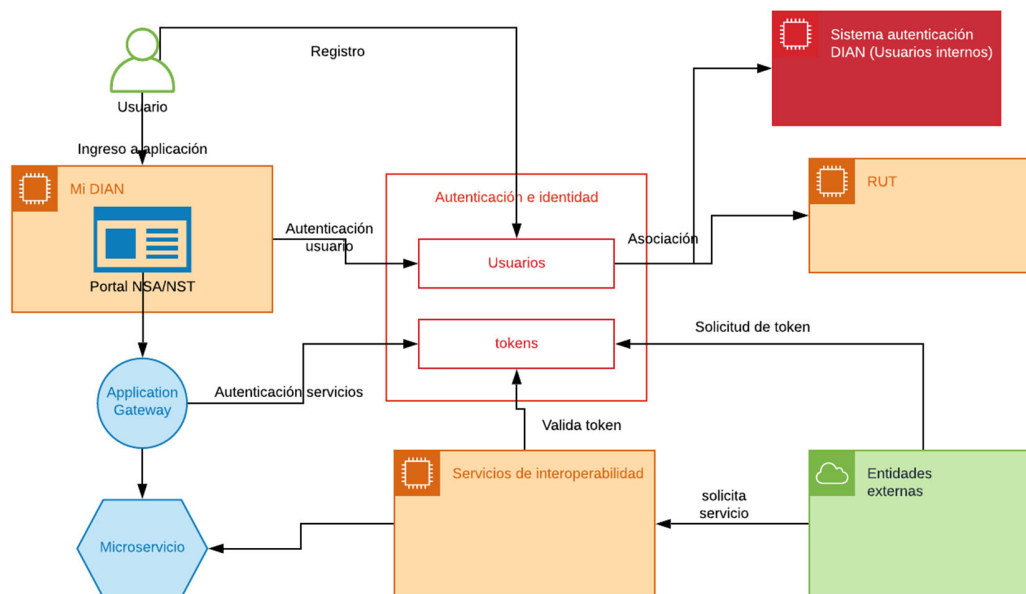 Registro
Sistema autenticación
DIAN (Usuarios internos)
Usuario
Ingreso a aplicación
Mi DIAN
RUT
Autenticación e identidad
Autenticación
usuario
Asociación
Usuarios
Portal NSA/NST
Solicitud de token
tokens
Application
Gateway
Autenticación servicios
Valida token
Servicios de interoperabilidad
Entidades
externas
solicita
servicio
Microservicio